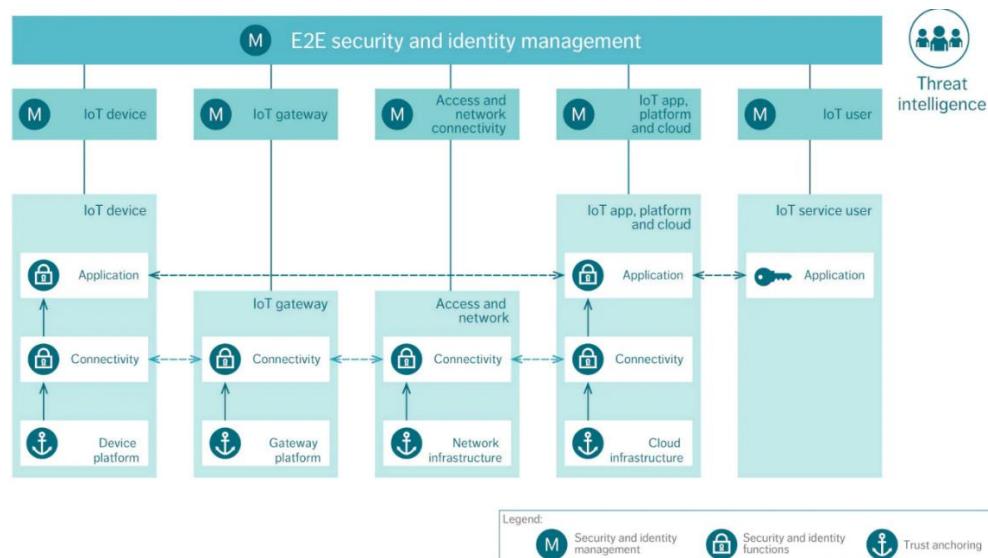 M E2E security and identity management
Threat
intelligence
M IoT device
M IoT gateway
M Access and
network
connectivity
M IoT app,
platform
and cloud
M IoT user
IoT device
Application
Connectivity
Device
platform
IoT gateway
Connectivity
Gateway
platform
Access and
network
Connectivity
Network
infrastructure
IoT app, platform
and cloud
Application
Connectivity
Cloud
infrastructure
IoT service user
Application
Legend:
M Security and identity
management
Security and identity
functions
Trust anchoring